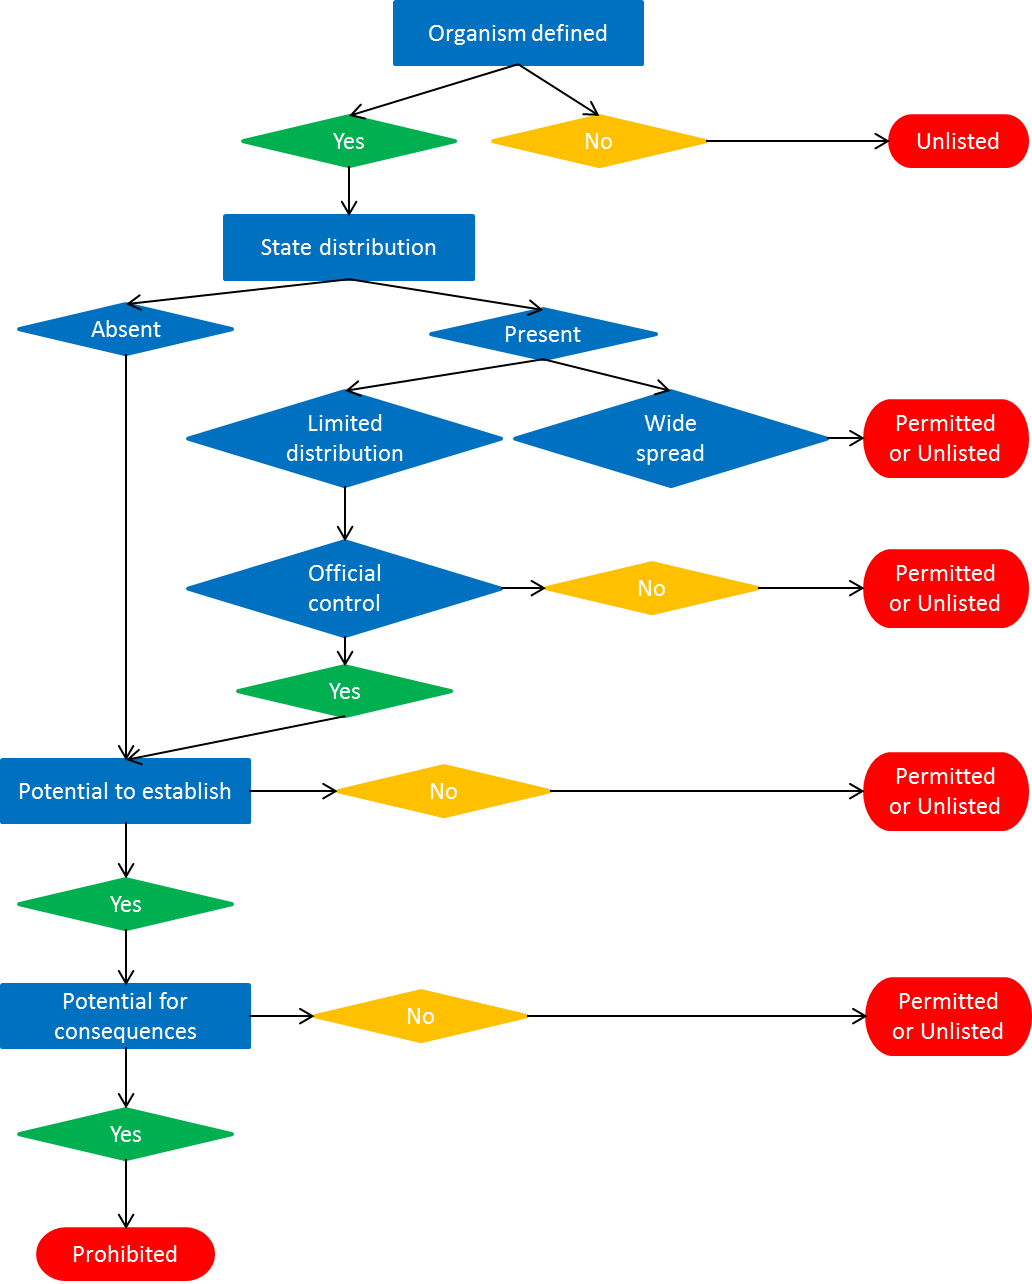 Organism defined
Yes
No
Unlisted
State distribution
Absent
Present
Limited
distribution
Wide
spread
Permitted
or Unlisted
Official
control
No
Permitted
or Unlisted
Yes
Potential to establish
No
Permitted
or Unlisted
Yes
Potential for
consequences
No
Permitted
or Unlisted
Yes
Prohibited